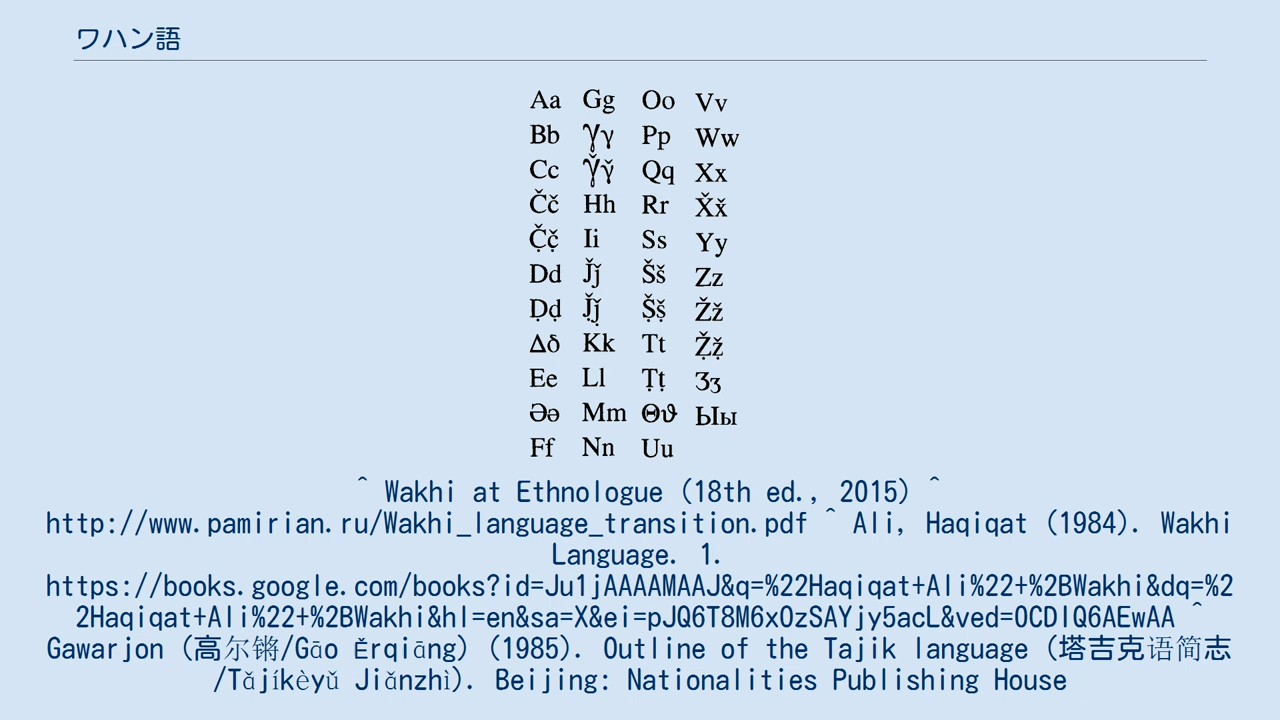 ワハン語
Aa Gg Oo Vv
Bb Ɣɣ Pp Ww
Cc Ɣ̌ɣ̌ Qq Xx
Čč Hh Rr X̌x̌
Č̣č̣ Ii Ss Yy
Dd J̌ǰ Šš Zz
Ḍḍ J̣̌ǰ̣ Ṣ̌ṣ̌ Žž
Δδ Kk Tt Ẓ̌ẓ̌
Ee Ll Ṭṭ Ʒʒ
Əə Mm Θϑ Ыы
Ff Nn Uu
^ Wakhi at Ethnologue (18th ed., 2015) ^
http://www.pamirian.ru/Wakhi_language_transition.pdf ^ Ali, Haqiqat (1984). Wakhi
Language. 1.
https://books.google.com/books?id=Ju1jAAAAMAAJ&q=%22Haqiqat+Ali%22+%2BWakhi&dq=%2
2Haqiqat+Ali%22+%2BWakhi&hl=en&sa=X&ei=pJQ6T8M6xOzSAYjy5acL&ved=0CDIQ6AEwAA ^
Gawarjon (高尔锵/Gāo Ěrqiāng) (1985). Outline of the Tajik language (塔吉克语简志
/Tǎjíkèyǔ Jiǎnzhì). Beijing: Nationalities Publishing House